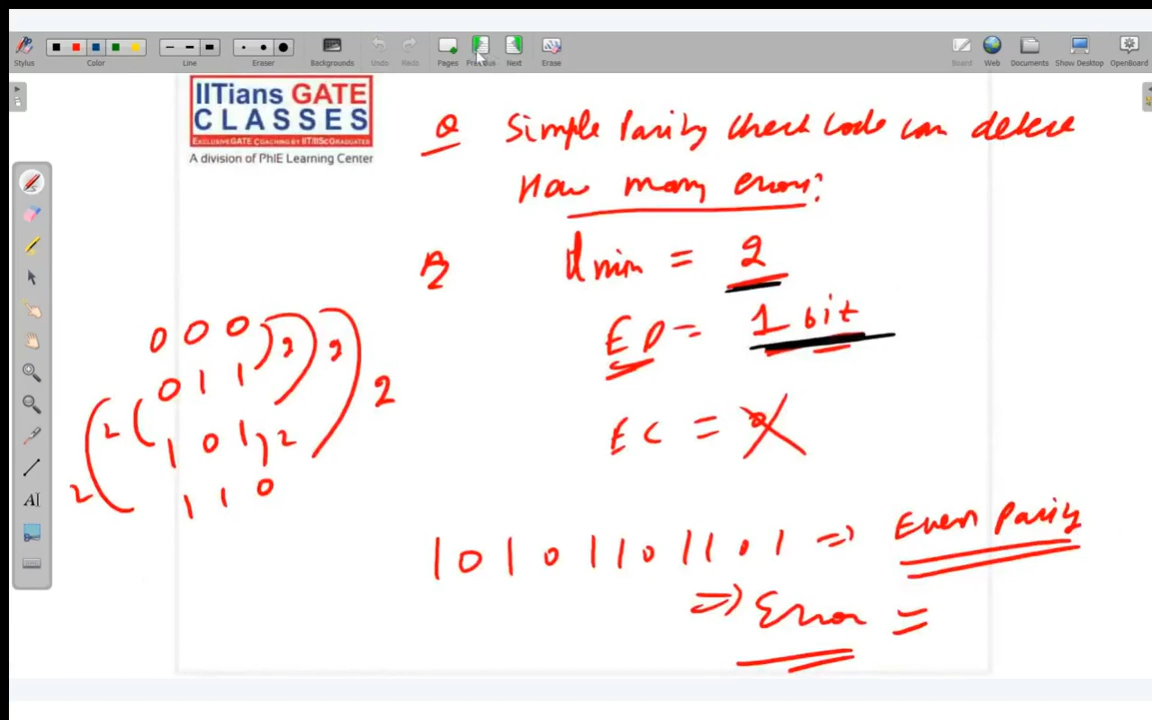 Stylus Color Line Eraser Backgrounds Undo Redo Pages Previous Next Erase Board Web Documents Show Desktop OpenBoard
IITians GATE
CLASSES
EXCLUSIVE GATE COACHING BY IIT/IISc GRADUATES
A division of PhIE Learning Center
Q Simple Parity check code can detect
How many errors?
A dmin = 2
ED = 1 bit
EC = X
0 0 0
0 1 1
1 0 1
1 1 0
2 2 2
2 2
2
1 0 1 0 1 1 0 1 1 0 1 => Even Parity
=> Error =